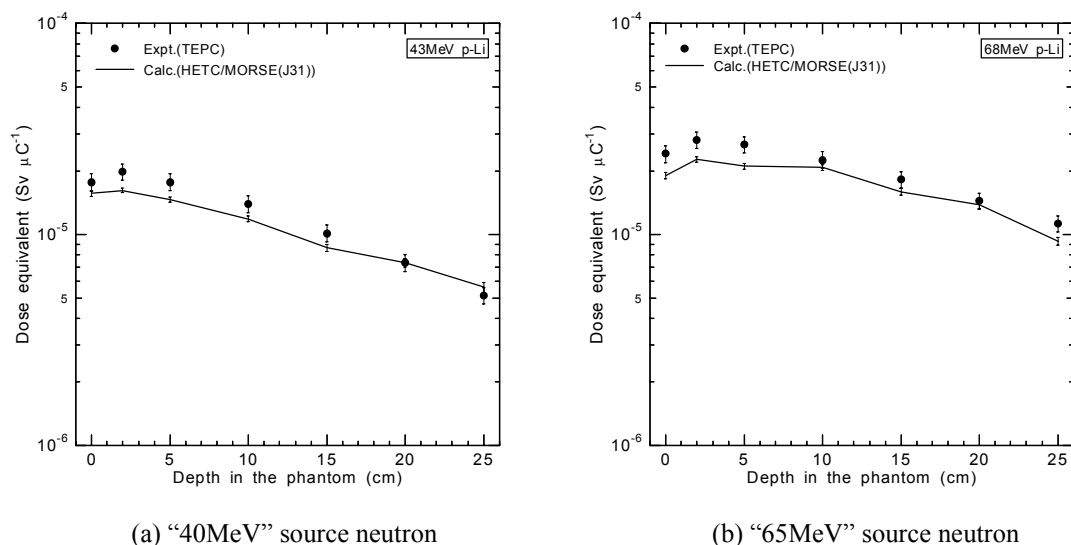 10⁻⁴
Expt.(TEPC)
43MeV p-Li
Calc.(HETC/MORSE(J31))
5
Dose equivalent (Sv μC⁻¹)
10⁻⁵
5
10⁻⁶
0 5 10 15 20 25
Depth in the phantom (cm)
(a) “40MeV” source neutron
10⁻⁴
Expt.(TEPC)
68MeV p-Li
Calc.(HETC/MORSE(J31))
5
Dose equivalent (Sv μC⁻¹)
10⁻⁵
5
10⁻⁶
0 5 10 15 20 25
Depth in the phantom (cm)
(b) “65MeV” source neutron